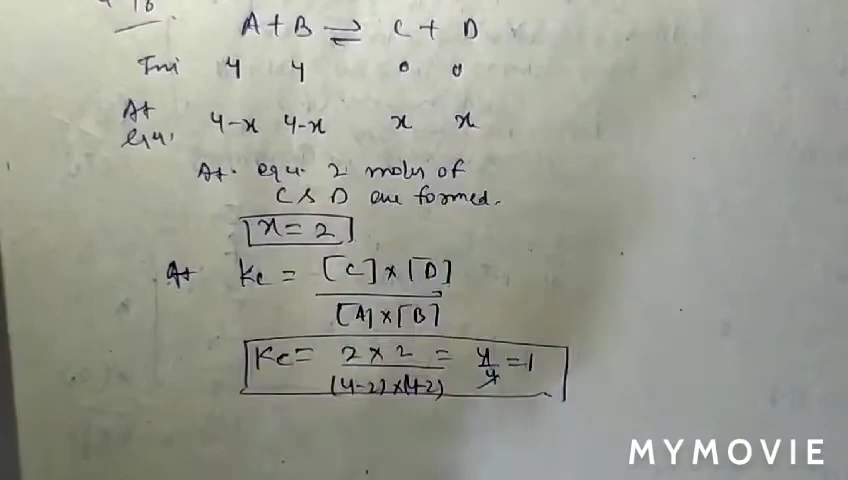 16
A + B ⇌ C + D
Ini 4 4 0 0
At
equ. 4-x 4-x x x
At. equ. 2 moles of
C & D are formed.
x = 2
At Kc = [C] x [D]
[A] x [B]
Kc = 2 x 2 = 4/4 = 1
(4-2) x (4-2)
MYMOVIE